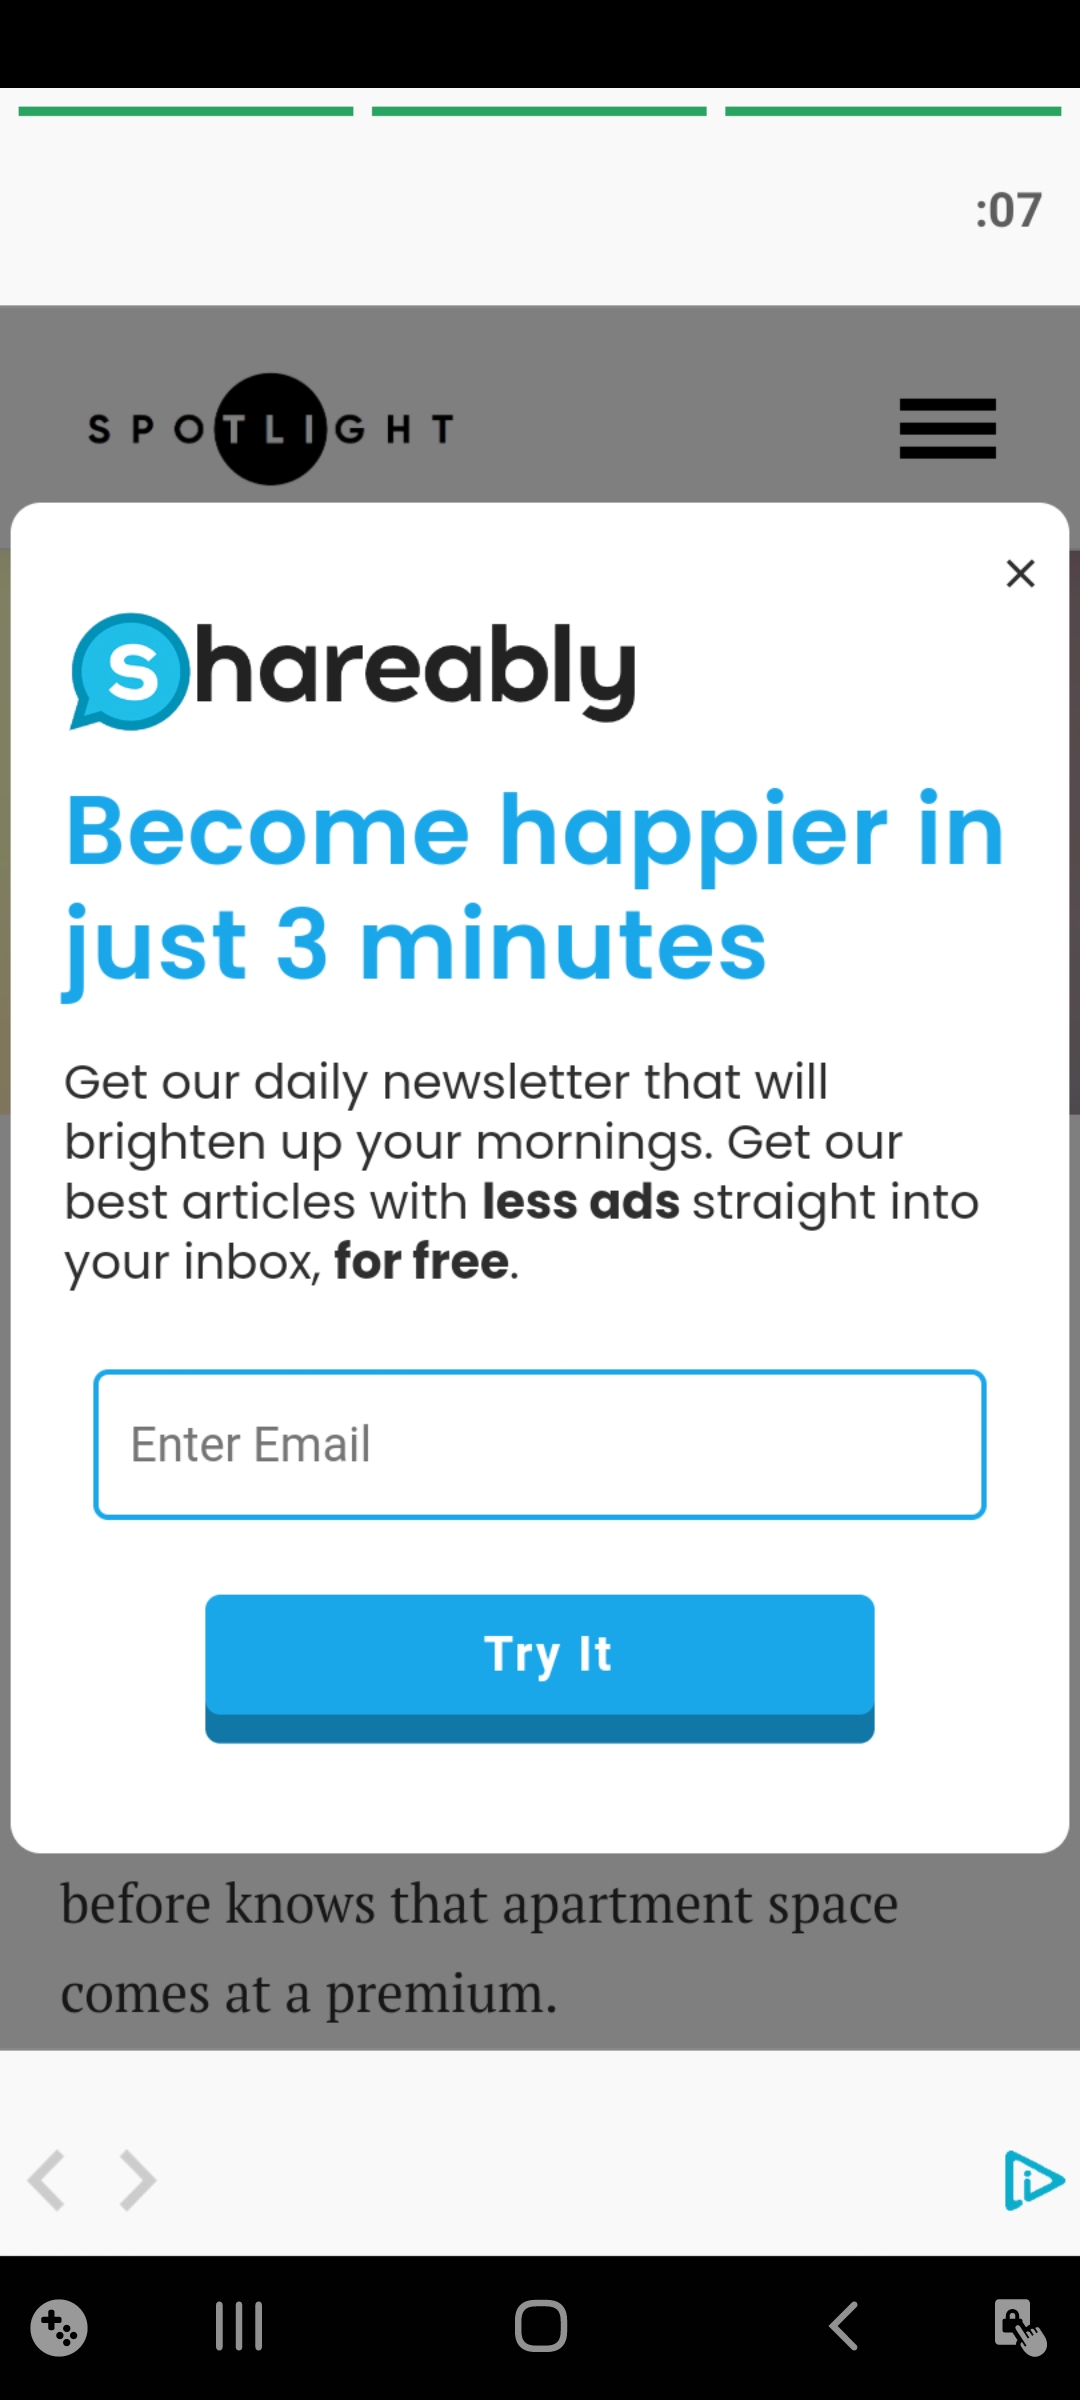 :07
SPOTLIGHT
shareably
Become happier in
just 3 minutes
Get our daily newsletter that will
brighten up your mornings. Get our
best articles with less ads straight into
your inbox, for free.
Enter Email
Try It
before knows that apartment space
comes at a premium.